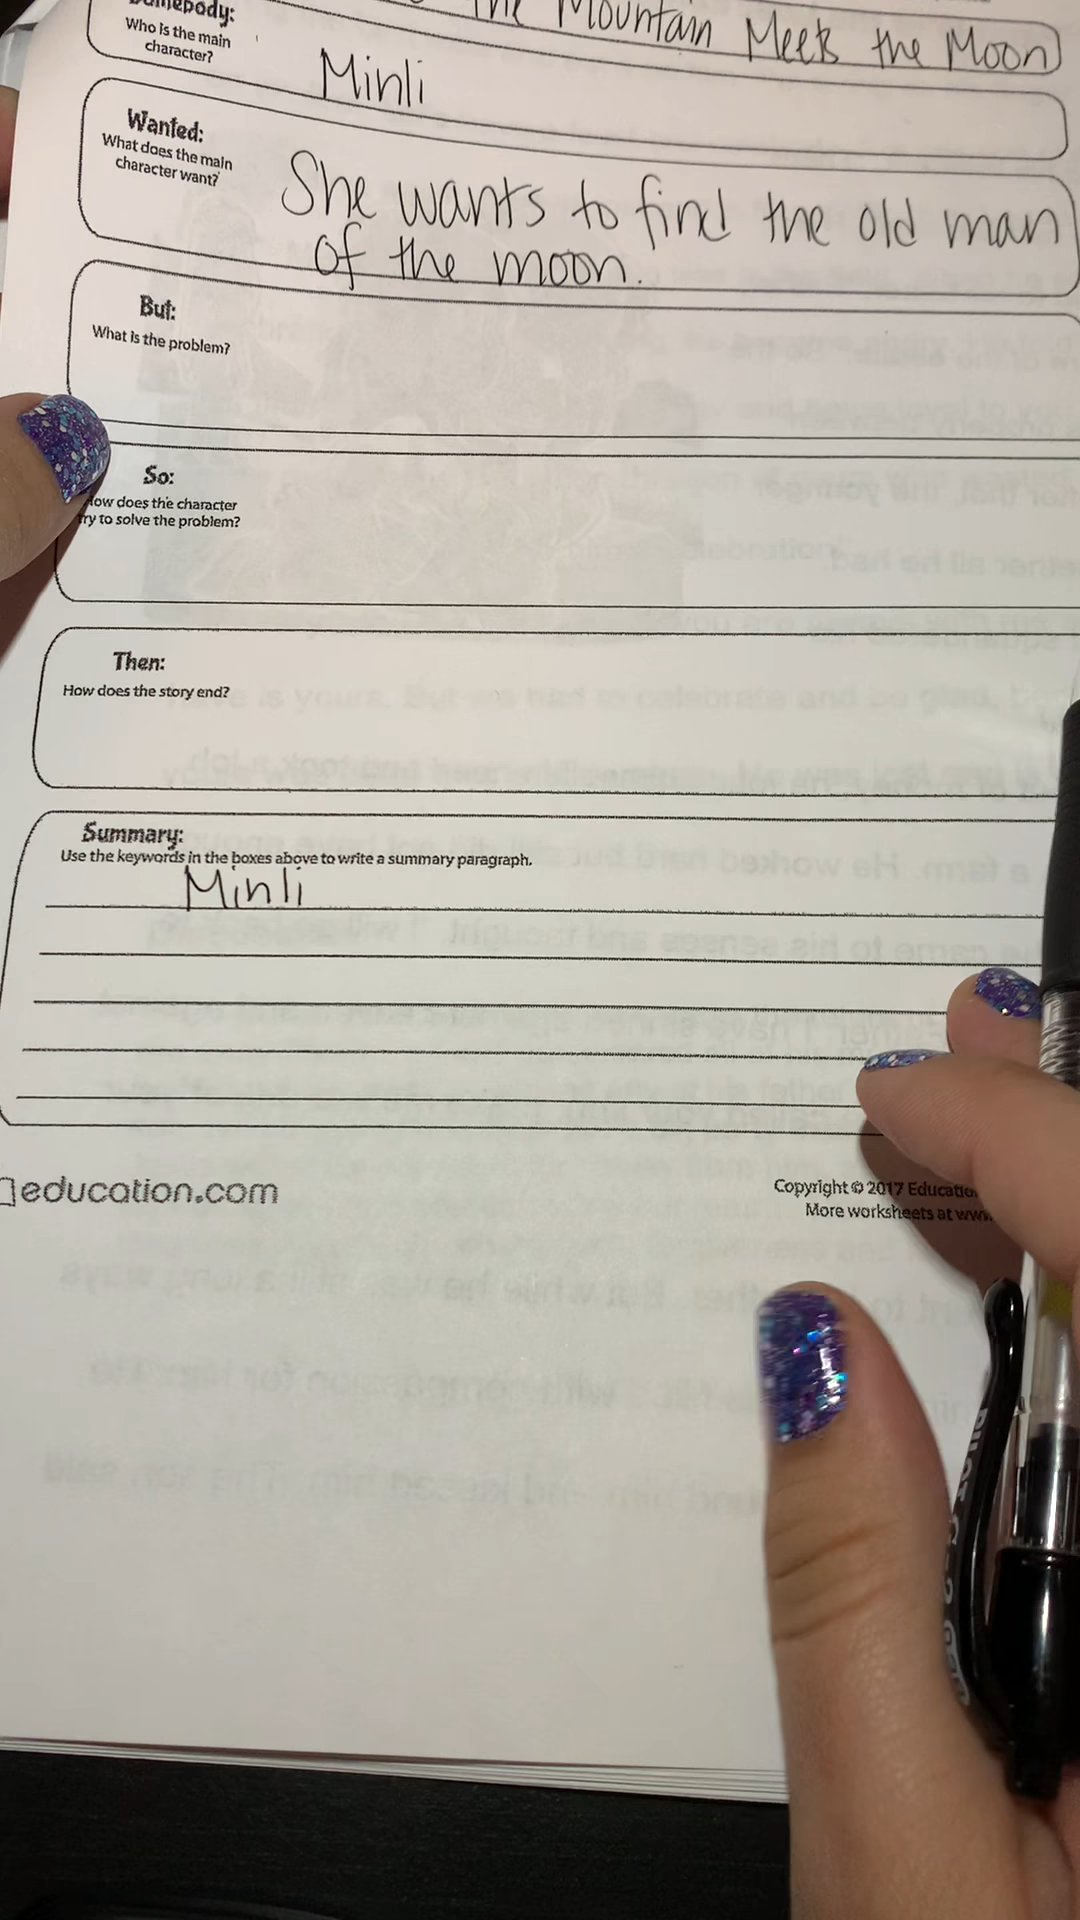 the Mountain Meets the Moon
Who is the main
character?
Minli
Wanted:
What does the main
character want?
She wants to find the old man
of the moon.
But:
What is the problem?
So:
How does the character
try to solve the problem?
Then:
How does the story end?
Summary:
Use the keywords in the boxes above to write a summary paragraph.
Minli
education.com
Copyright © 2017
More worksheets at www.
PILOT G-2